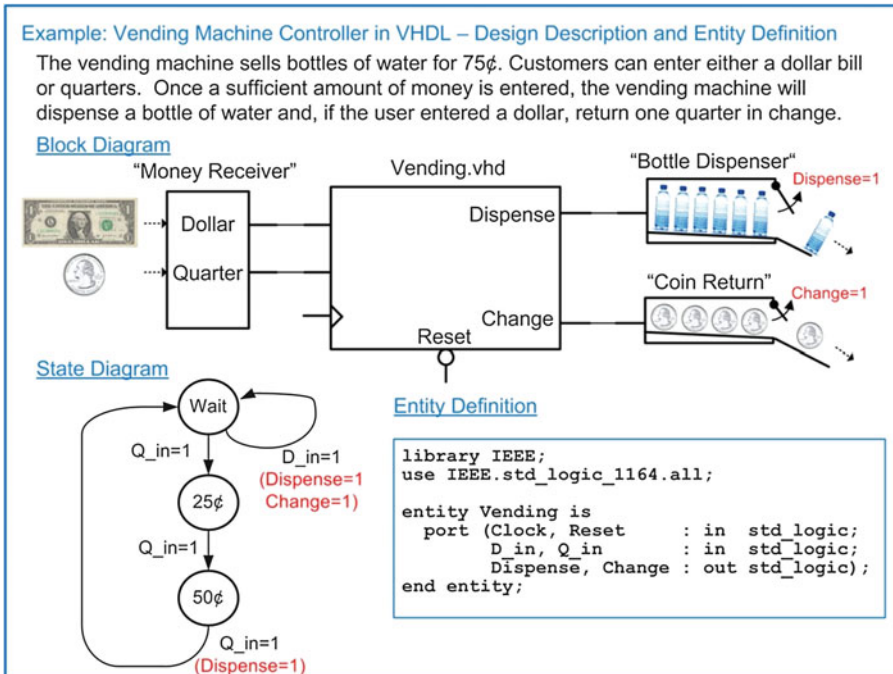 Example: Vending Machine Controller in VHDL – Design Description and Entity Definition
The vending machine sells bottles of water for 75¢. Customers can enter either a dollar bill
or quarters. Once a sufficient amount of money is entered, the vending machine will
dispense a bottle of water and, if the user entered a dollar, return one quarter in change.
Block Diagram
"Money Receiver"
Vending.vhd
"Bottle Dispenser"
Dispense=1
Dollar
Dispense
Quarter
"Coin Return"
Change=1
Change
Reset
State Diagram
Wait
Q_in=1
D_in=1
(Dispense=1
Change=1)
25¢
Q_in=1
50¢
Q_in=1
(Dispense=1)
Entity Definition
library IEEE;
use IEEE.std_logic_1164.all;
entity Vending is
port (Clock, Reset : in std_logic;
D_in, Q_in : in std_logic;
Dispense, Change : out std_logic);
end entity;